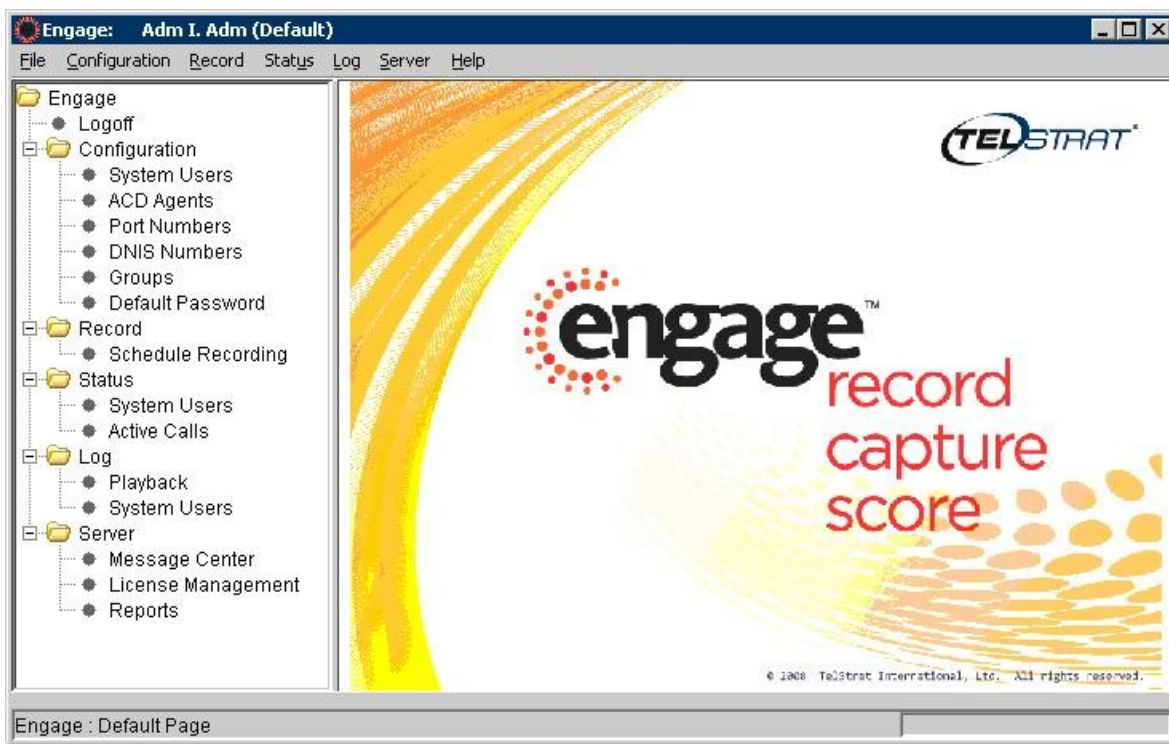 Engage: Adm I. Adm (Default)
File Configuration Record Status Log Server Help
Engage
Logoff
Configuration
System Users
ACD Agents
Port Numbers
DNIS Numbers
Groups
Default Password
Record
Schedule Recording
Status
System Users
Active Calls
Log
Playback
System Users
Server
Message Center
License Management
Reports
TELSTRAT
engage™
record
capture
score
© 2008 TelStrat International, Ltd. All rights reserved.
Engage : Default Page